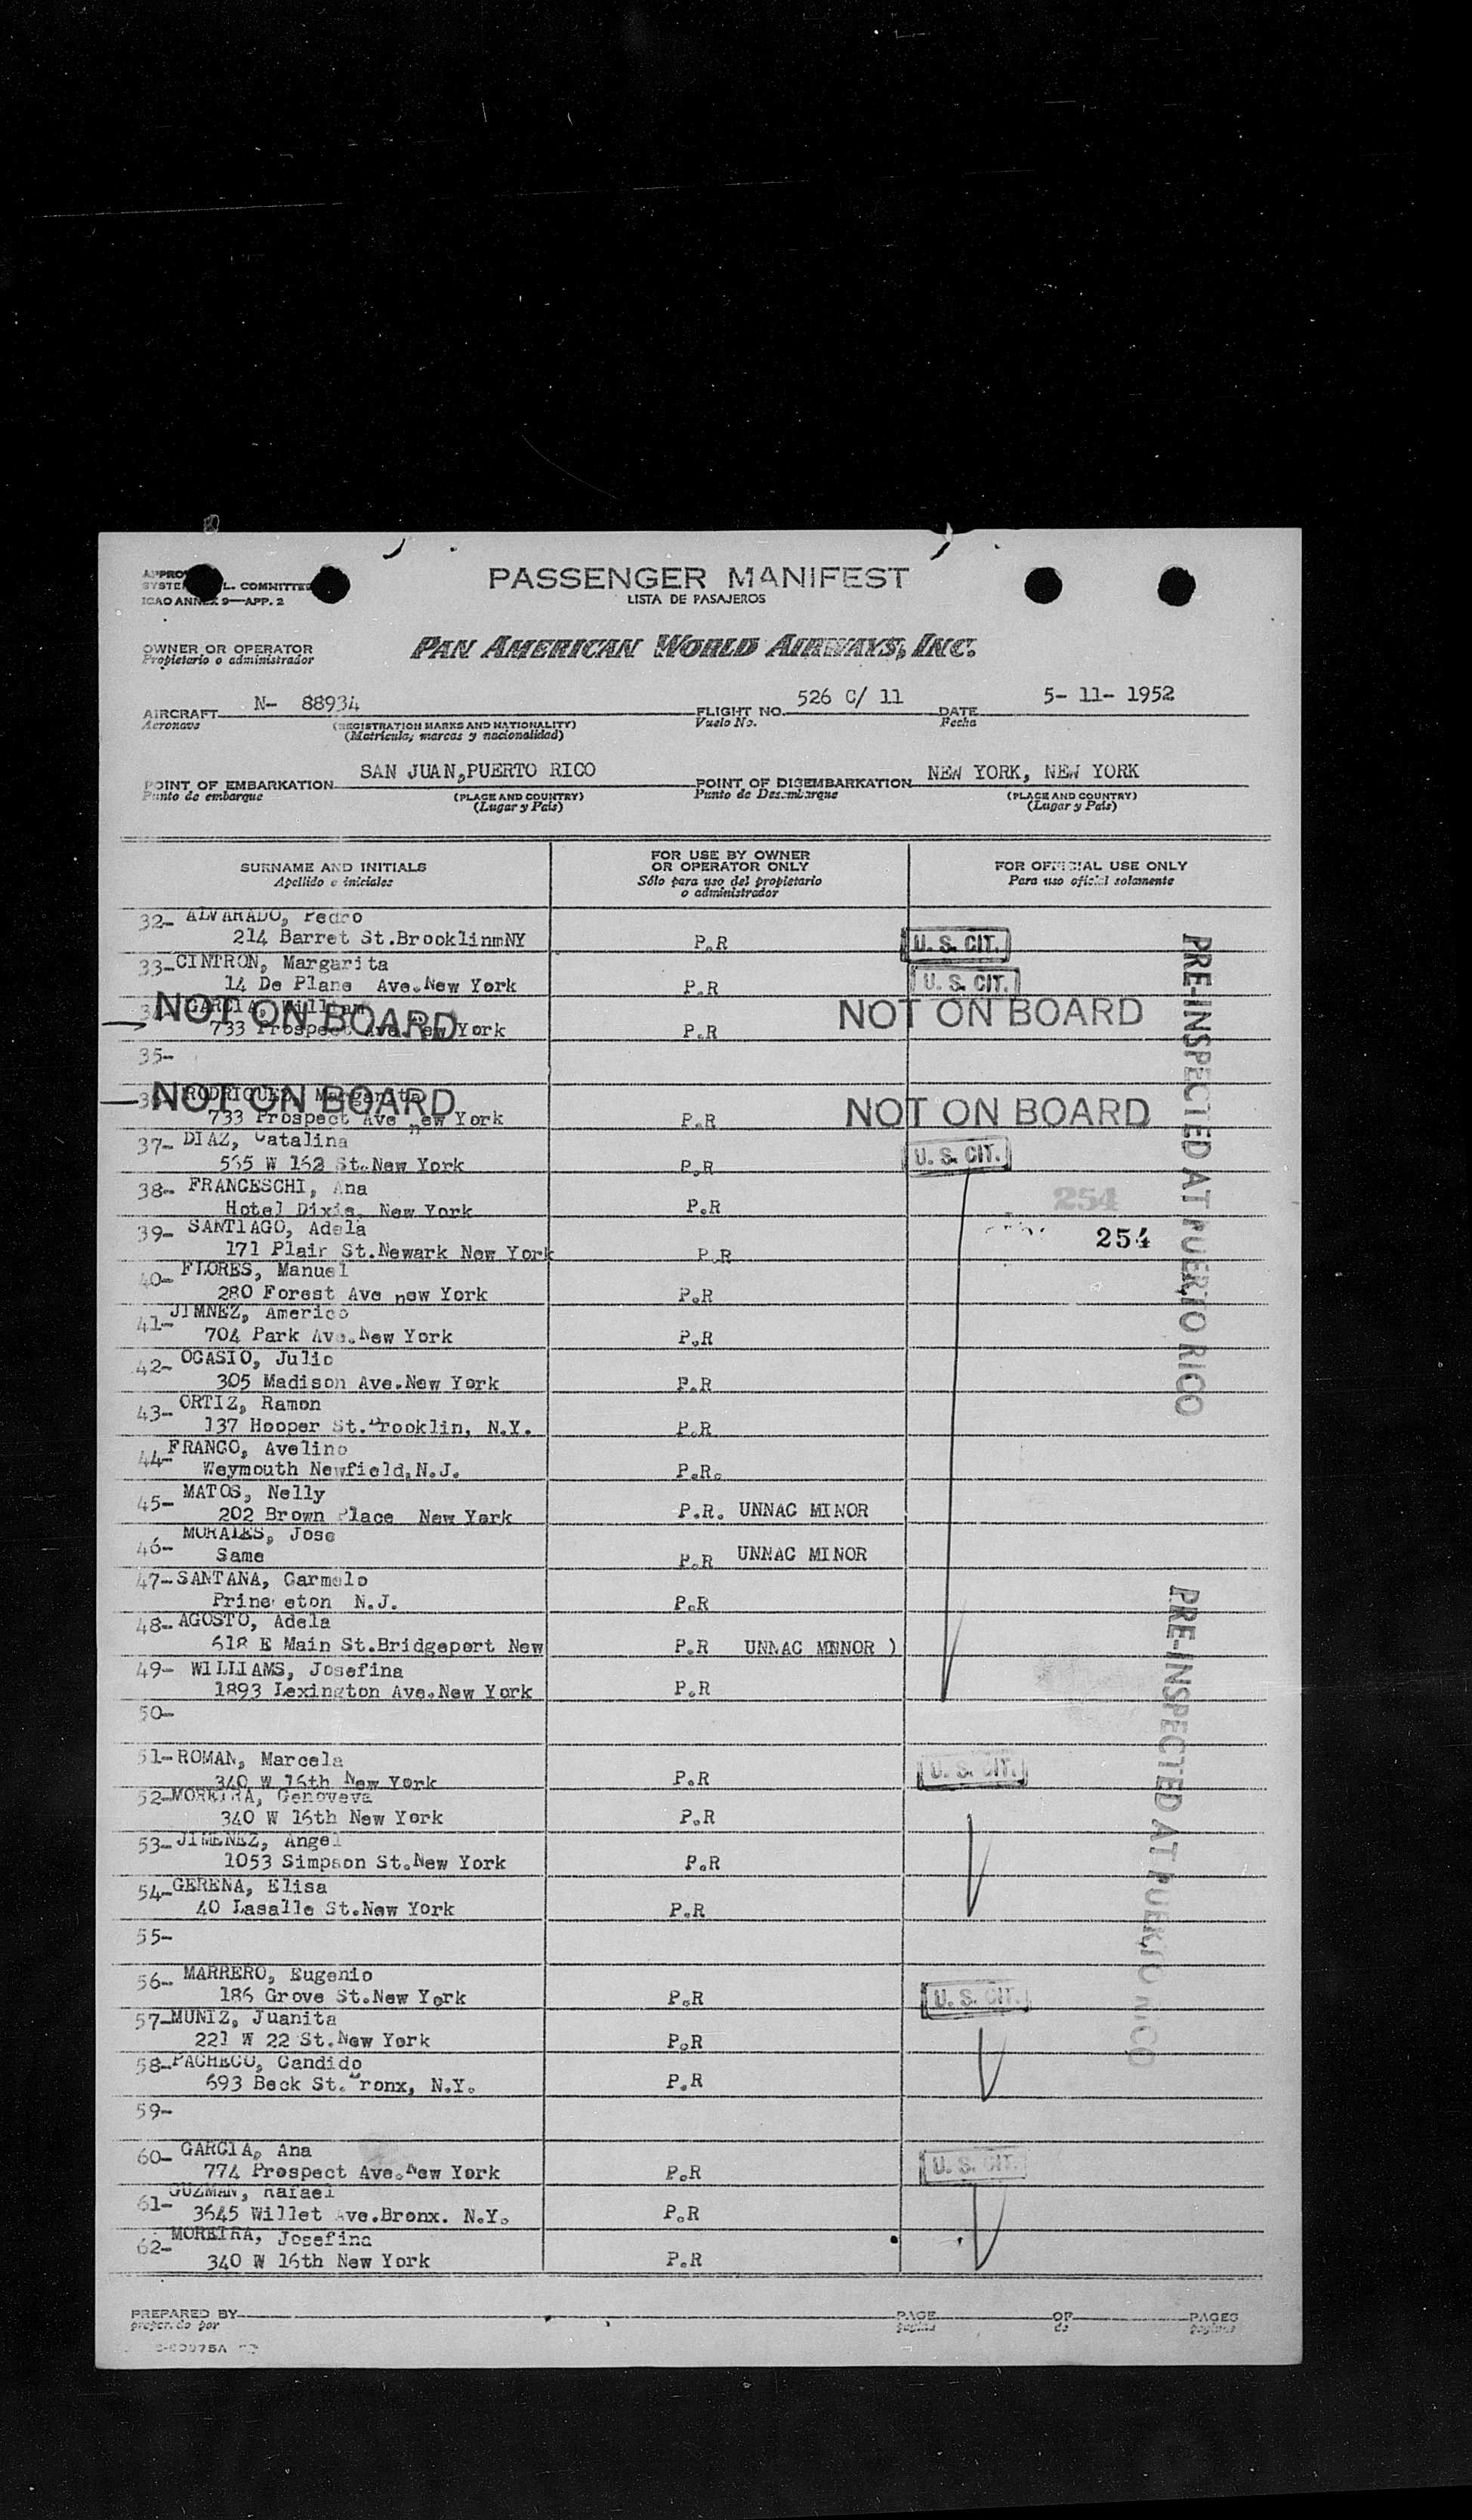 PASSENGER MANIFEST
LISTA DE PASAJEROS
L. COMMITTEE
ICAO ANNEX 9—APP. 2
OWNER OR OPERATOR
Propietario o administrador
PAN AMERICAN WORLD AIRWAYS, INC.
AIRCRAFT N- 88934 FLIGHT NO. 526 C/ 11 DATE 5- 11- 1952
Aeronave (REGISTRATION MARKS AND NATIONALITY) Vuelo No. Fecha
(Matrícula, marcas y nacionalidad)
POINT OF EMBARKATION SAN JUAN,PUERTO RICO POINT OF DISEMBARKATION NEW YORK, NEW YORK
Punto de embarque (PLACE AND COUNTRY) Punto de Desembarque (PLACE AND COUNTRY)
(Lugar y País) (Lugar y País)
SURNAME AND INITIALS
Apellido e iniciales
FOR USE BY OWNER
OR OPERATOR ONLY
Sólo para uso del propietario
o administrador
FOR OFFICIAL USE ONLY
Para uso oficial solamente
32- ALVARADO, Pedro
214 Barret St.BrooklinmNY P.R U. S. CIT.
33-CINTRON, Margarita
14 De Plane Ave.New York P.R U. S. CIT.
GARCIA, William
NOT ON BOARD NOT ON BOARD
733 Prospect Ave.New York P.R
35-
36- RODRIGUEZ, Margarita
NOT ON BOARD NOT ON BOARD
733 Prospect Ave new York P.R
37- DIAZ, Catalina
565 W 162 St.New York P.R U. S. CIT.
38- FRANCESCHI, Ana
Hotel Dixie, New York P.R 254
39- SANTIAGO, Adela 254
171 Plair St.Newark New York P.R
40- FLORES, Manuel
280 Forest Ave new York P.R
41- JIMNEZ, Americo
704 Park Ave.New York P.R
42- OCASIO, Julio
305 Madison Ave.New York P.R
43- ORTIZ, Ramon
137 Hooper St.Brooklin, N.Y. P.R
44- FRANCO, Avelino
Weymouth Newfield,N.J. P.R.
45- MATOS, Nelly
202 Brown Place New York P.R. UNNAC MINOR
46- MORALES, Jose
Same P.R UNNAC MINOR
47-SANTANA, Carmelo
Princeton N.J. P.R
48- AGOSTO, Adela
618 E Main St.Bridgeport New P.R UNNAC MENOR )
49- WILLIAMS, Josefina
1893 Lexington Ave.New York P.R
50-
51-ROMAN, Marcela
340 W 16th New York P.R U. S. CIT.
52-MOREIRA, Genoveva
340 W 16th New York P.R
53-JIMENEZ, Angel
1053 Simpson St.New York P.R
54-GERENA, Elisa
40 Lasalle St.New York P.R
55-
56- MARRERO, Eugenio
186 Grove St.New York P.R U. S. CIT.
57-MUNIZ, Juanita
221 W 22 St.New York P.R
58-PACHECO, Candido
693 Beck St.Bronx, N.Y. P.R
59-
60- GARCIA, Ana
774 Prospect Ave.New York P.R U. S. CIT.
61- GUZMAN, Rafael
3645 Willet Ave.Bronx. N.Y. P.R
62- MOREIRA, Josefina
340 W 16th New York P.R
PRE-INSPECTED AT PUERTO RICO
PRE-INSPECTED AT PUERTO RICO
PREPARED BY PAGE OF PAGES